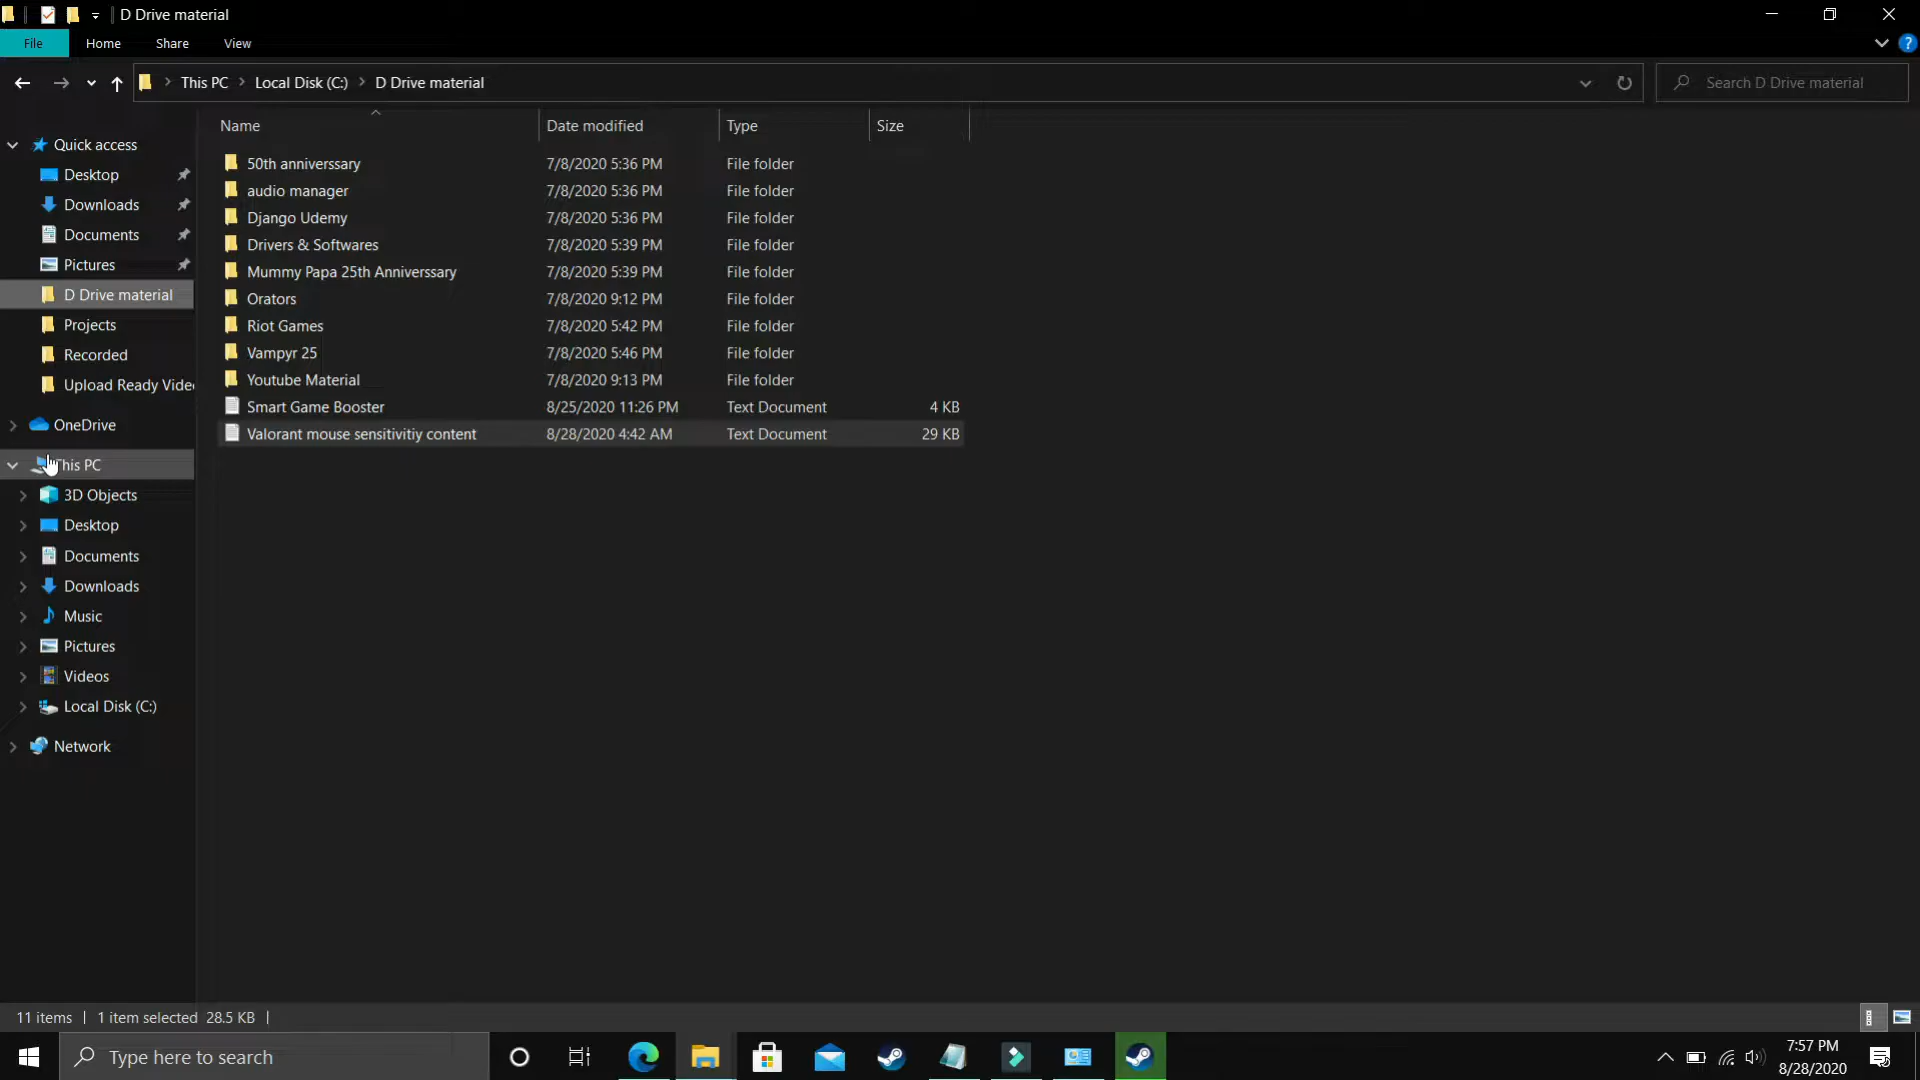 D Drive material
File Home Share View
This PC Local Disk (C:) D Drive material
Search D Drive material
Name Date modified Type Size
Quick access
Desktop
Downloads
Documents
Pictures
D Drive material
Projects
Recorded
Upload Ready Vide
OneDrive
This PC
3D Objects
Desktop
Documents
Downloads
Music
Pictures
Videos
Local Disk (C:)
Network
50th anniverssary 7/8/2020 5:36 PM File folder
audio manager 7/8/2020 5:36 PM File folder
Django Udemy 7/8/2020 5:36 PM File folder
Drivers & Softwares 7/8/2020 5:39 PM File folder
Mummy Papa 25th Anniverssary 7/8/2020 5:39 PM File folder
Orators 7/8/2020 9:12 PM File folder
Riot Games 7/8/2020 5:42 PM File folder
Vampyr 25 7/8/2020 5:46 PM File folder
Youtube Material 7/8/2020 9:13 PM File folder
Smart Game Booster 8/25/2020 11:26 PM Text Document 4 KB
Valorant mouse sensitivitiy content 8/28/2020 4:42 AM Text Document 29 KB
11 items 1 item selected 28.5 KB
Type here to search
7:57 PM
8/28/2020